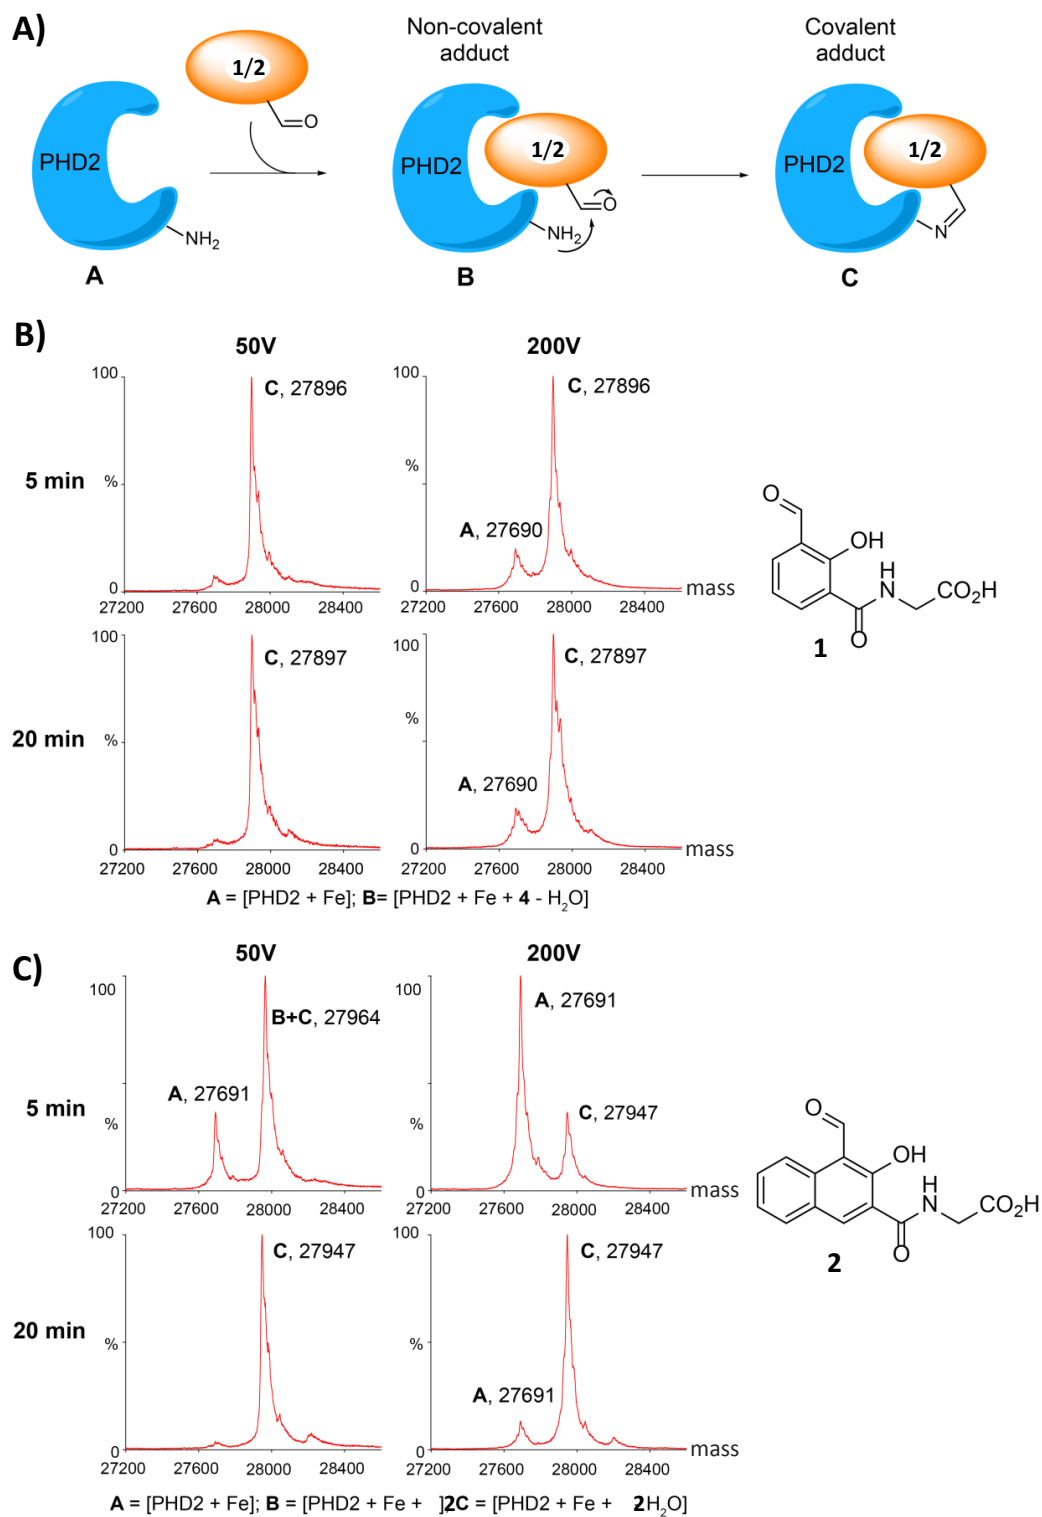 A)
Non-covalent adduct
Covalent adduct
1/2
O
PHD2
NH2
A
PHD2
1/2
O
NH2
B
PHD2
1/2
N
C
B)
50V
200V
5 min
100
%
0
C, 27896
27200 27600 28000 28400
100
%
0
A, 27690
C, 27896
27200 27600 28000 28400
mass
O
OH
H
N
CO2H
O
1
20 min
100
%
0
C, 27897
27200 27600 28000 28400
100
%
0
A, 27690
C, 27897
27200 27600 28000 28400
mass
A = [PHD2 + Fe]; B= [PHD2 + Fe + 4 - H2O]
C)
50V
200V
5 min
100
%
0
A, 27691
B+C, 27964
27200 27600 28000 28400
100
%
0
A, 27691
C, 27947
27200 27600 28000 28400
mass
O
OH
H
N
CO2H
O
2
20 min
100
%
0
C, 27947
27200 27600 28000 28400
100
%
0
A, 27691
C, 27947
27200 27600 28000 28400
mass
A = [PHD2 + Fe]; B = [PHD2 + Fe + ]2C = [PHD2 + Fe + 2H2O]